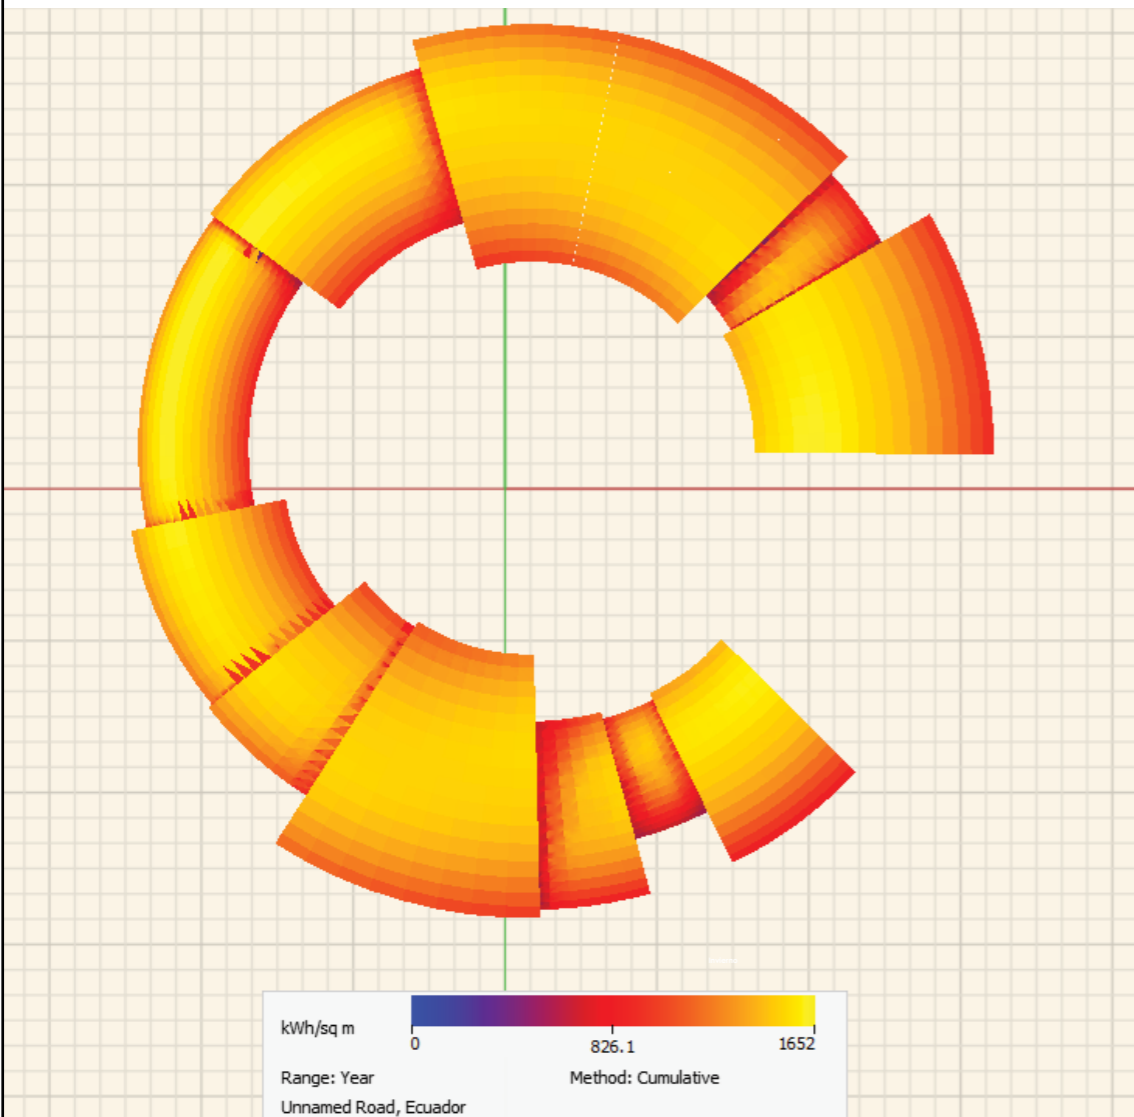 kWh/sq m
0 826.1 1652
Range: Year Method: Cumulative
Unnamed Road, Ecuador